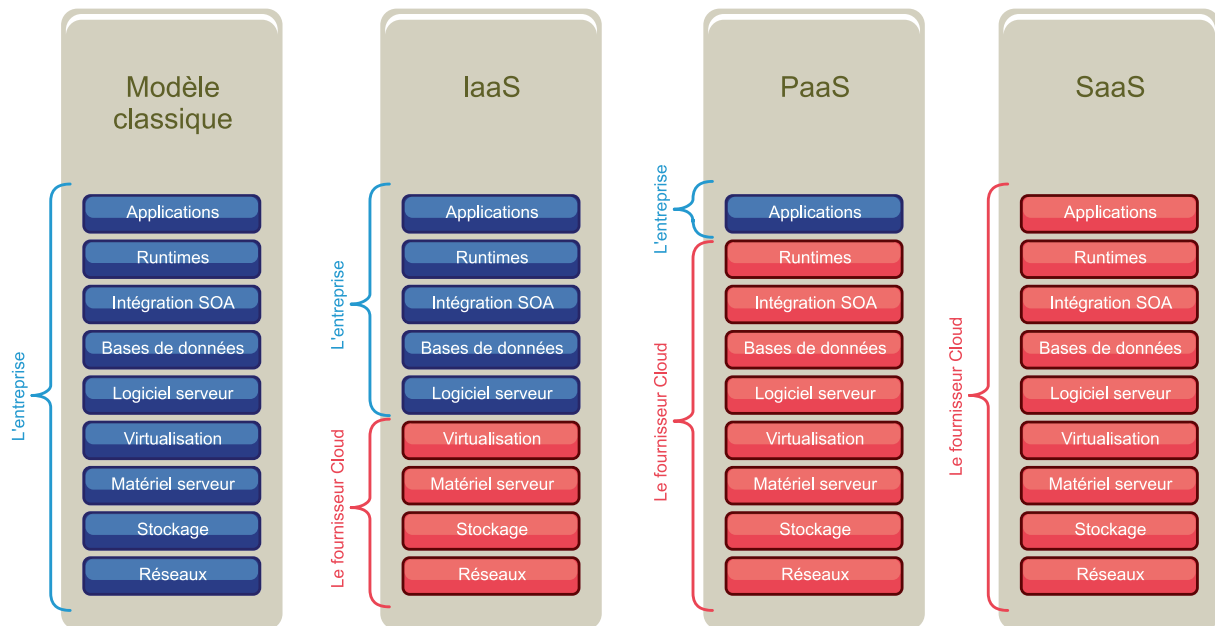 Modèle
classique
L'entreprise
Applications
Runtimes
Intégration SOA
Bases de données
Logiciel serveur
Virtualisation
Matériel serveur
Stockage
Réseaux
IaaS
L'entreprise
Le fournisseur Cloud
Applications
Runtimes
Intégration SOA
Bases de données
Logiciel serveur
Virtualisation
Matériel serveur
Stockage
Réseaux
PaaS
L'entreprise
Le fournisseur Cloud
Applications
Runtimes
Intégration SOA
Bases de données
Logiciel serveur
Virtualisation
Matériel serveur
Stockage
Réseaux
SaaS
Le fournisseur Cloud
Applications
Runtimes
Intégration SOA
Bases de données
Logiciel serveur
Virtualisation
Matériel serveur
Stockage
Réseaux